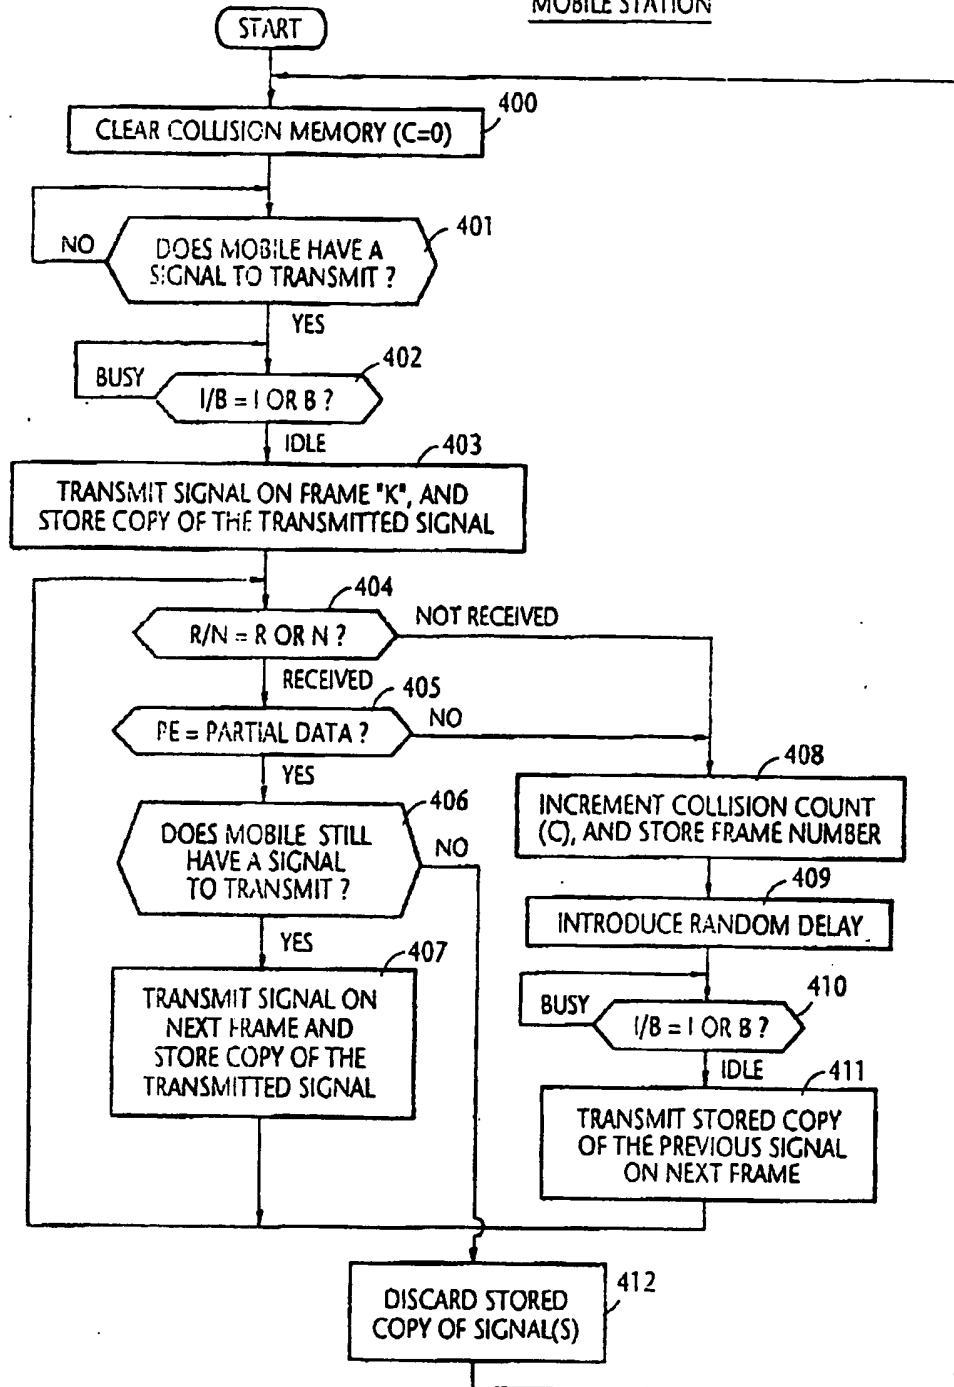 MOBILE STATION
START
400
CLEAR COLLISION MEMORY (C=0)
401
NO
DOES MOBILE HAVE A
SIGNAL TO TRANSMIT ?
YES
402
BUSY
I/B = I OR B ?
IDLE
403
TRANSMIT SIGNAL ON FRAME "K", AND
STORE COPY OF THE TRANSMITTED SIGNAL
404
R/N = R OR N ?
NOT RECEIVED
RECEIVED
405
PE = PARTIAL DATA ?
NO
YES
406
DOES MOBILE STILL
HAVE A SIGNAL
TO TRANSMIT ?
NO
YES
407
TRANSMIT SIGNAL ON
NEXT FRAME AND
STORE COPY OF THE
TRANSMITTED SIGNAL
408
INCREMENT COLLISION COUNT
(C), AND STORE FRAME NUMBER
409
INTRODUCE RANDOM DELAY
410
BUSY
I/B = I OR B ?
IDLE
411
TRANSMIT STORED COPY
OF THE PREVIOUS SIGNAL
ON NEXT FRAME
412
DISCARD STORED
COPY OF SIGNAL(S)